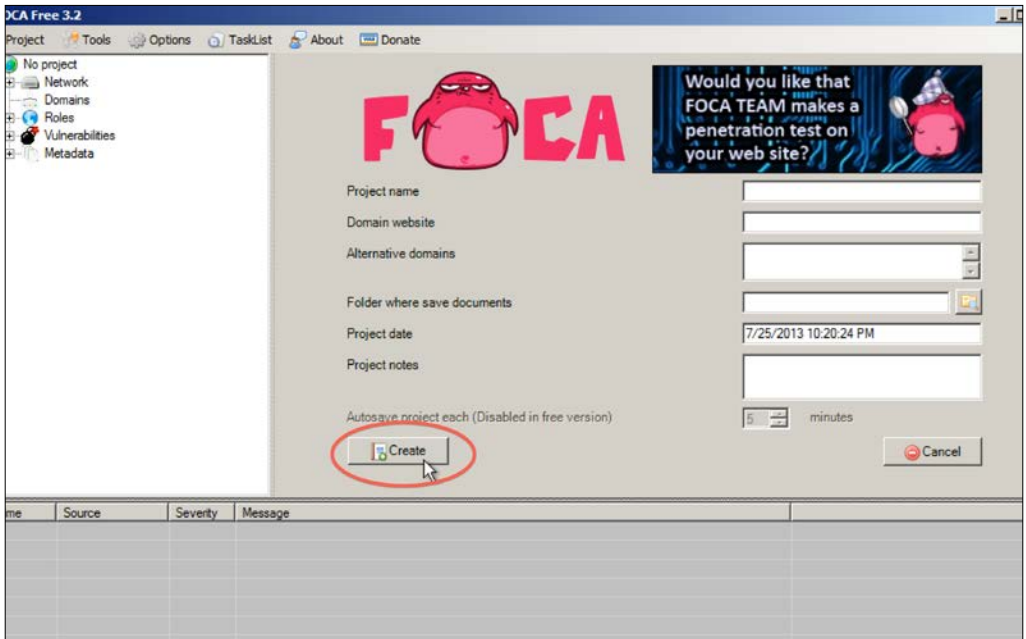 OCA Free 3.2
Project Tools Options TaskList About Donate
No project
Network
Domains
Roles
Vulnerabilities
Metadata
FOCA
Would you like that
FOCA TEAM makes a
penetration test on
your web site?
Project name
Domain website
Alternative domains
Folder where save documents
Project date 7/25/2013 10:20:24 PM
Project notes
Autosave project each (Disabled in free version) 5 minutes
Create Cancel
me Source Severity Message